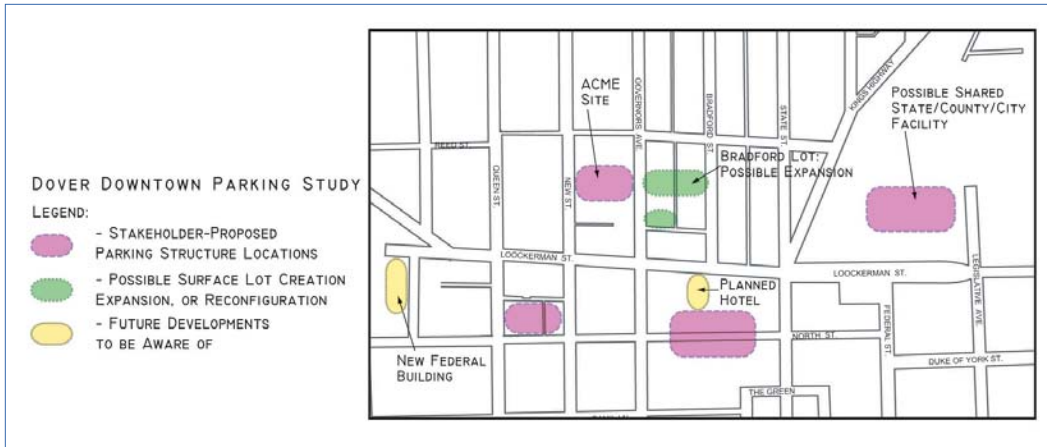 DOVER DOWNTOWN PARKING STUDY
LEGEND:
- STAKEHOLDER-PROPOSED
PARKING STRUCTURE LOCATIONS
- POSSIBLE SURFACE LOT CREATION
EXPANSION, OR RECONFIGURATION
- FUTURE DEVELOPMENTS
TO BE AWARE OF
ACME
SITE
GOVERNORS AVE.
BRADFORD ST.
STATE ST.
KINGS HIGHWAY
POSSIBLE SHARED
STATE/COUNTY/CITY
FACILITY
REED ST.
QUEEN ST.
NEW ST.
BRADFORD LOT:
POSSIBLE EXPANSION
LOOCKERMAN ST.
LOOCKERMAN ST.
LEGISLATIVE AVE.
PLANNED
HOTEL
NORTH ST.
FEDERAL ST.
NEW FEDERAL
BUILDING
DUKE OF YORK ST.
THE GREEN